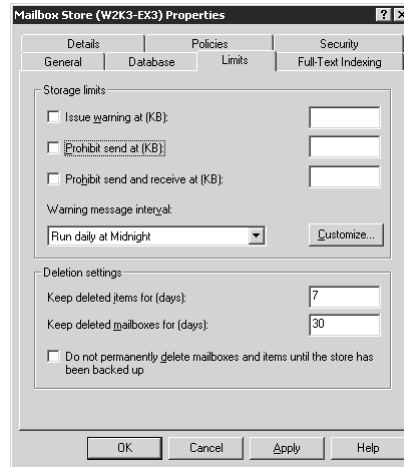 Mailbox Store (W2K3-EX3) Properties
Details Policies Security
General Database Limits Full-Text Indexing
Storage limits
Issue warning at (KB):
Prohibit send at (KB):
Prohibit send and receive at (KB):
Warning message interval:
Run daily at Midnight Customize...
Deletion settings
Keep deleted items for (days): 7
Keep deleted mailboxes for (days): 30
Do not permanently delete mailboxes and items until the store has
been backed up
OK Cancel Apply Help